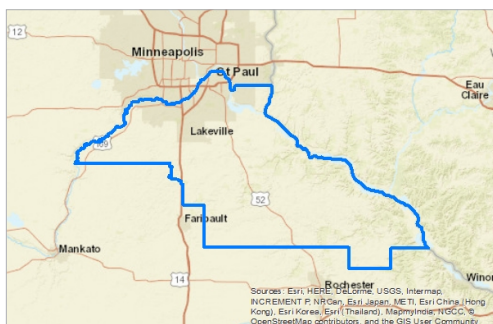 12
Minneapolis
St Paul
Eau
Claire
Lakeville
169
52
Faribault
Mankato
14
Rochester
Winon
Sources: Esri, HERE, DeLorme, USGS, Intermap,
INCREMENT P, NRCan, Esri Japan, METI, Esri China (Hong
Kong), Esri Korea, Esri (Thailand), MapmyIndia, NGCC, ©
OpenStreetMap contributors, and the GIS User Community